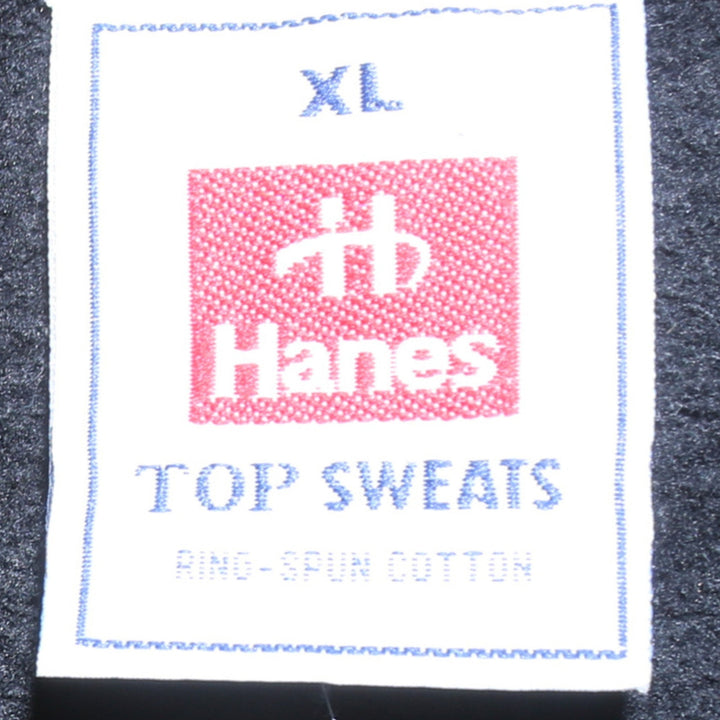 XL
Hanes
TOP SWEATS
RING-SPUN COTTON